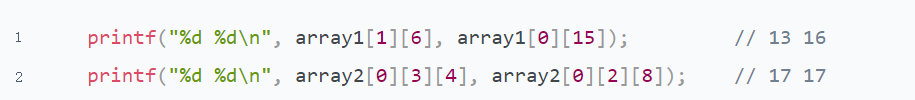 1 printf("%d %d\n", array1[1][6], array1[0][15]); // 13 16
2 printf("%d %d\n", array2[0][3][4], array2[0][2][8]); // 17 17